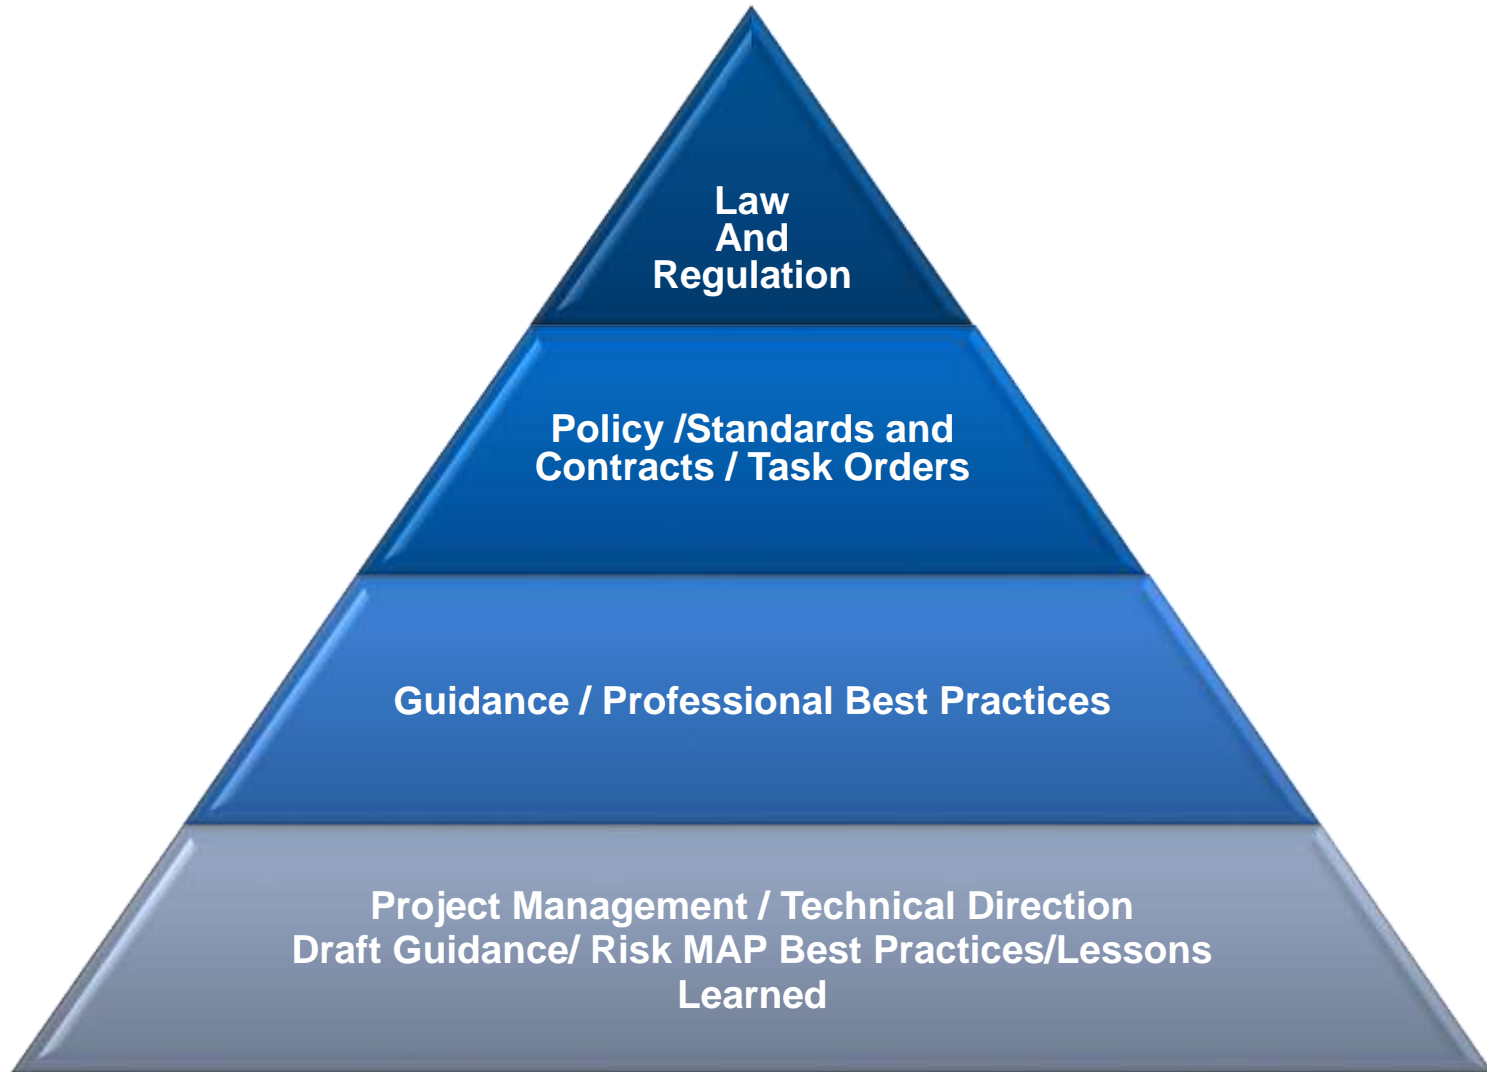 Law
And
Regulation
Policy /Standards and
Contracts / Task Orders
Guidance / Professional Best Practices
Project Management / Technical Direction
Draft Guidance/ Risk MAP Best Practices/Lessons
Learned